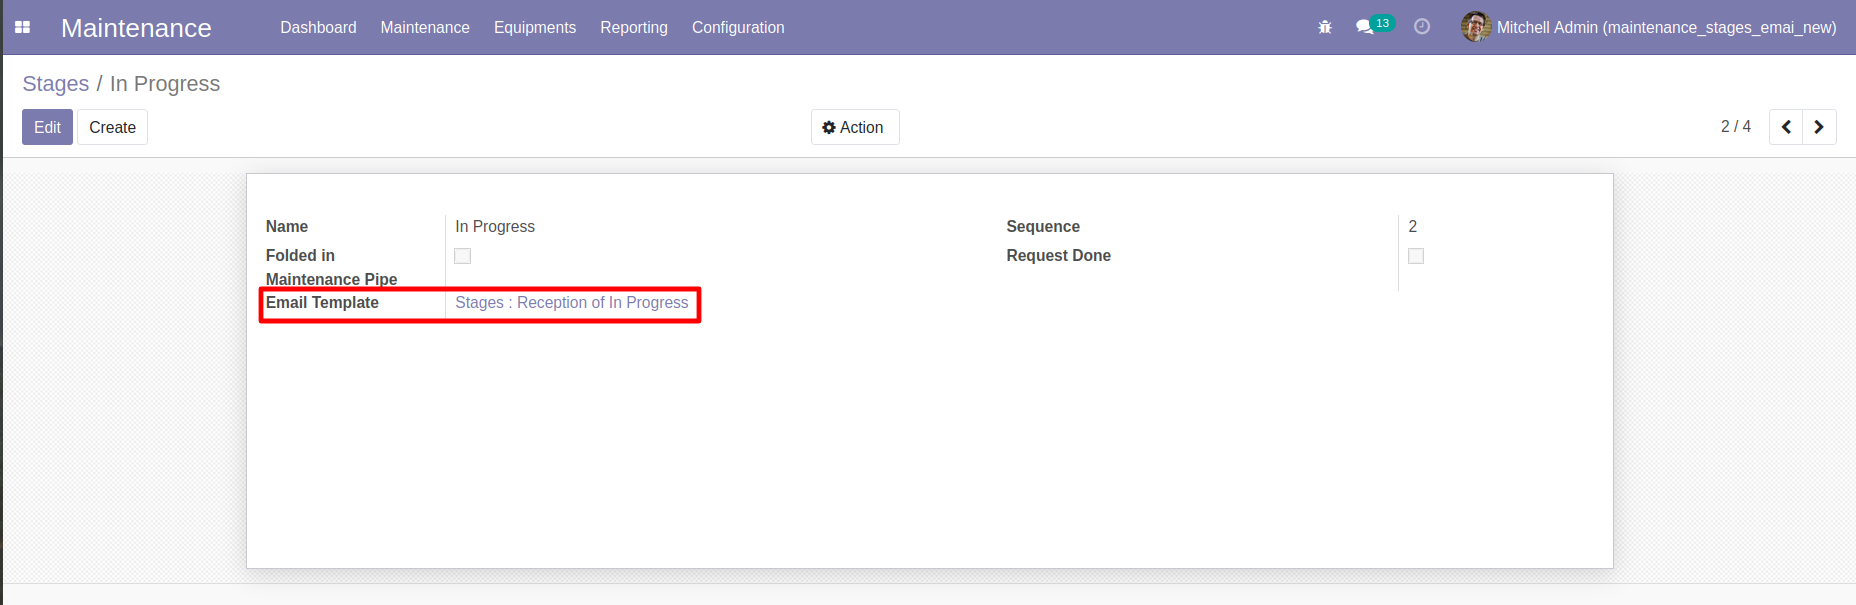 Maintenance Dashboard Maintenance Equipments Reporting Configuration 13 Mitchell Admin (maintenance_stages_emai_new)
Stages / In Progress
Edit Create Action 2 / 4
Name In Progress Sequence 2
Folded in Request Done
Maintenance Pipe
Email Template Stages : Reception of In Progress